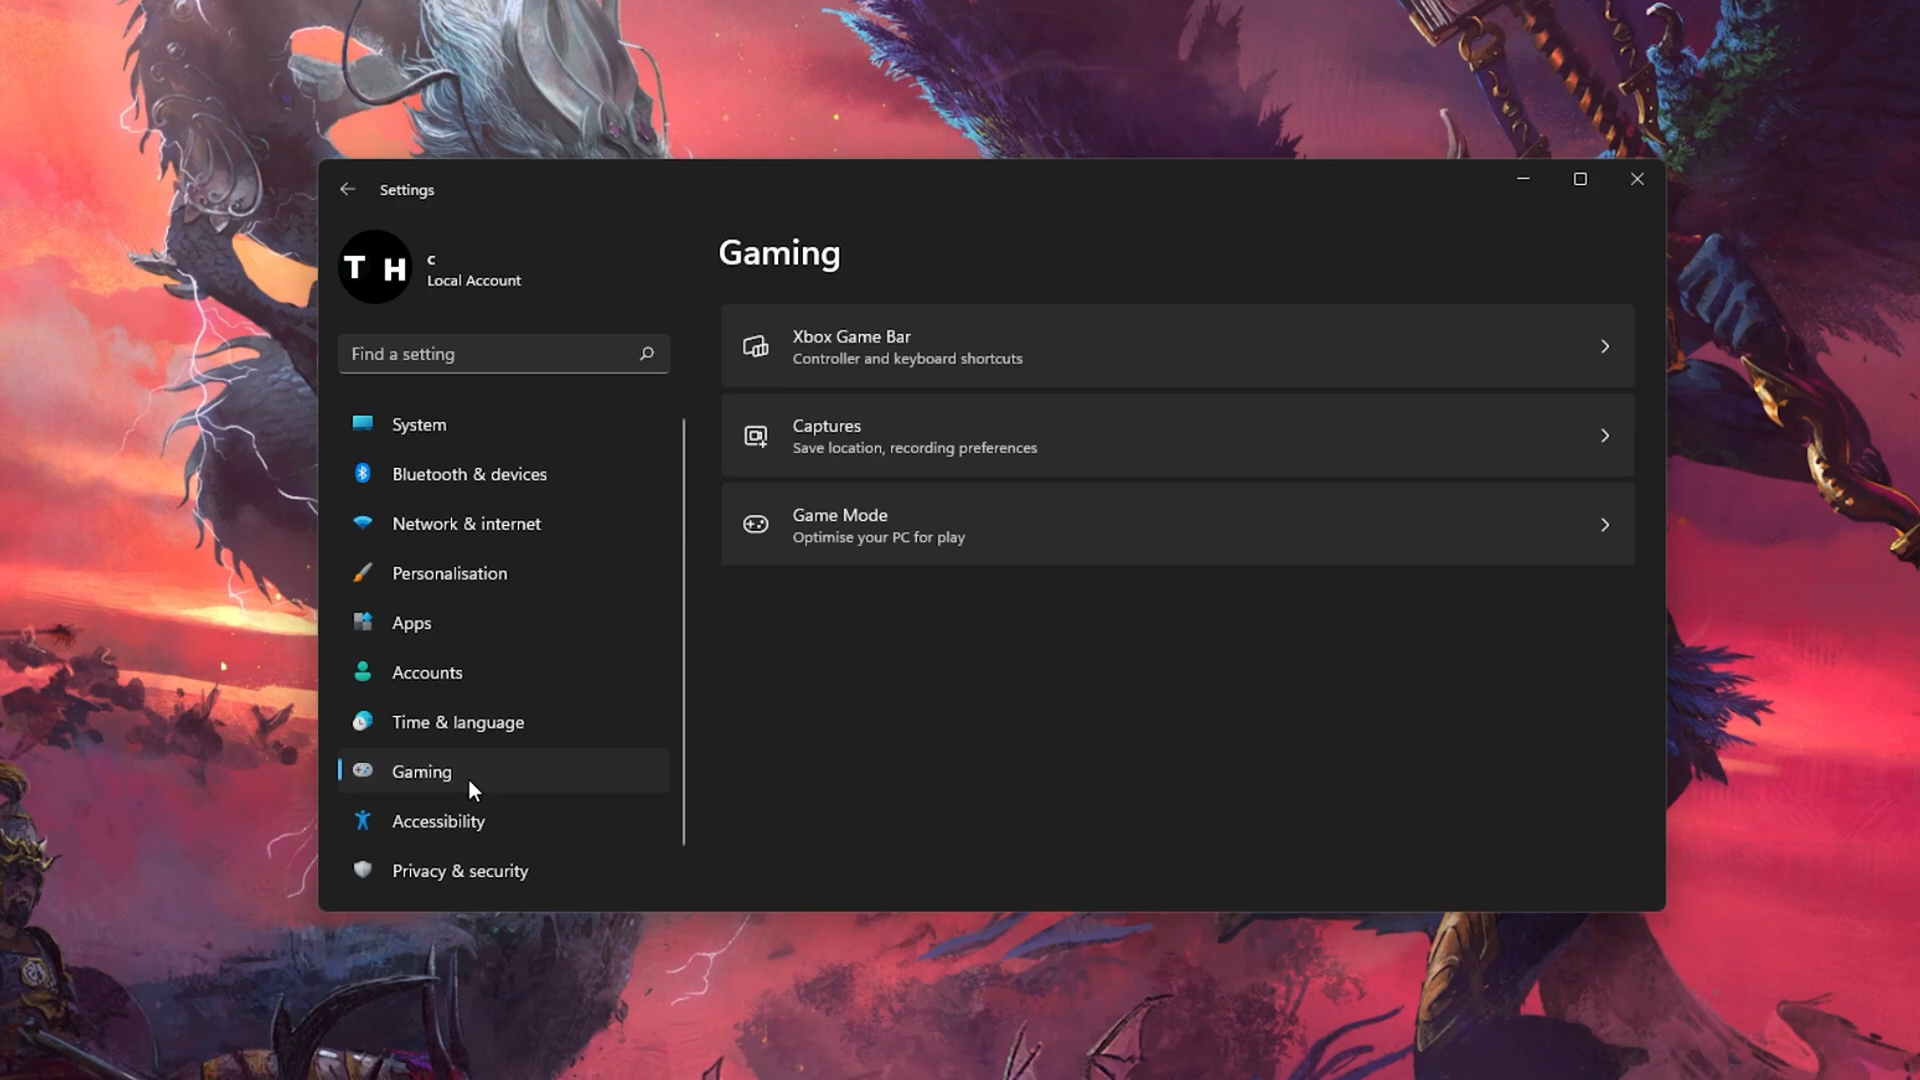 Settings
T H
c
Local Account
Find a setting
System
Bluetooth & devices
Network & internet
Personalisation
Apps
Accounts
Time & language
Gaming
Accessibility
Privacy & security
Gaming
Xbox Game Bar
Controller and keyboard shortcuts
Captures
Save location, recording preferences
Game Mode
Optimise your PC for play